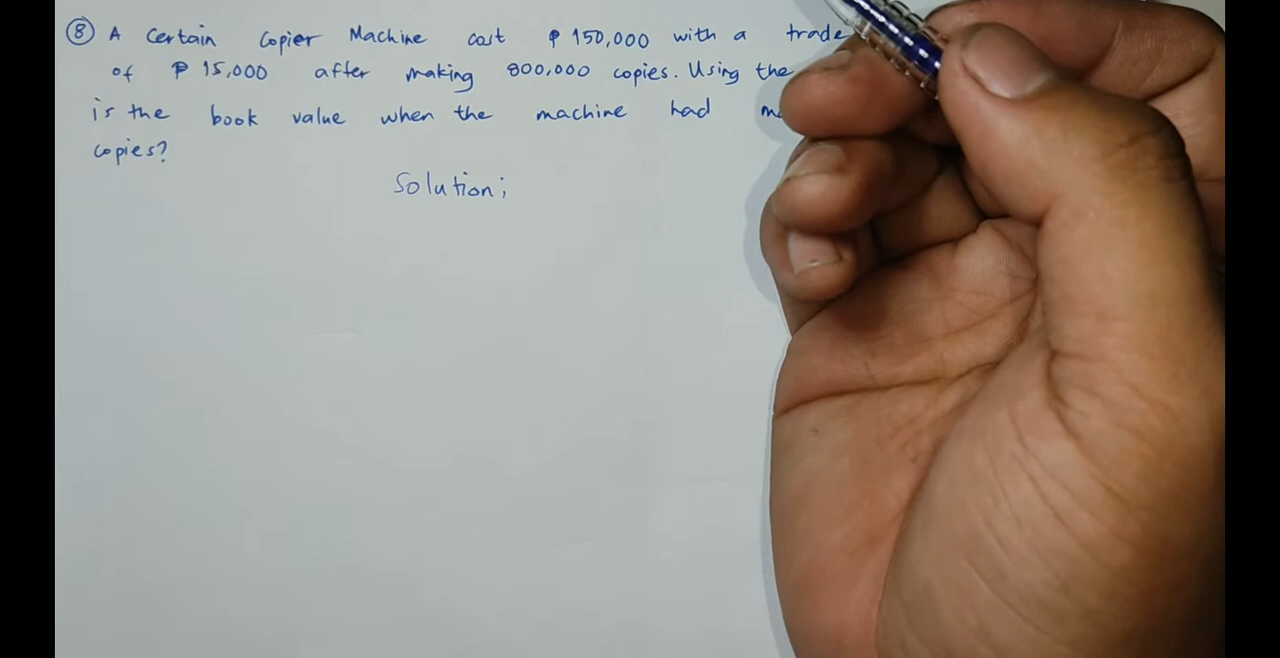 ⑧ A Certain Copier Machine cost ₱ 150,000 with a trade
of ₱ 15,000 after making 800,000 copies. Using the
is the book value when the machine had
copies?
Solution;